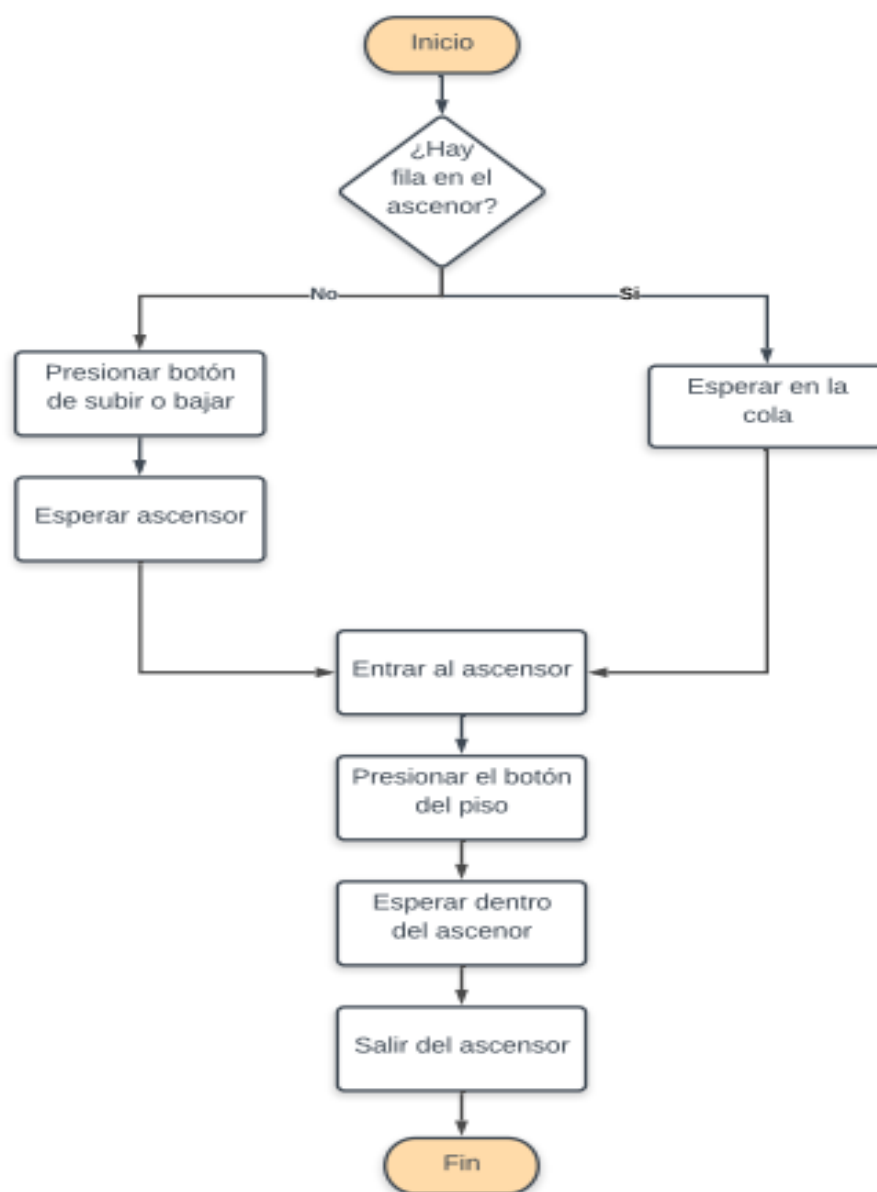 Inicio
¿Hay
fila en el
ascenor?
No
Si
Presionar botón
de subir o bajar
Esperar en la
cola
Esperar ascensor
Entrar al ascensor
Presionar el botón
del piso
Esperar dentro
del ascenor
Salir del ascensor
Fin